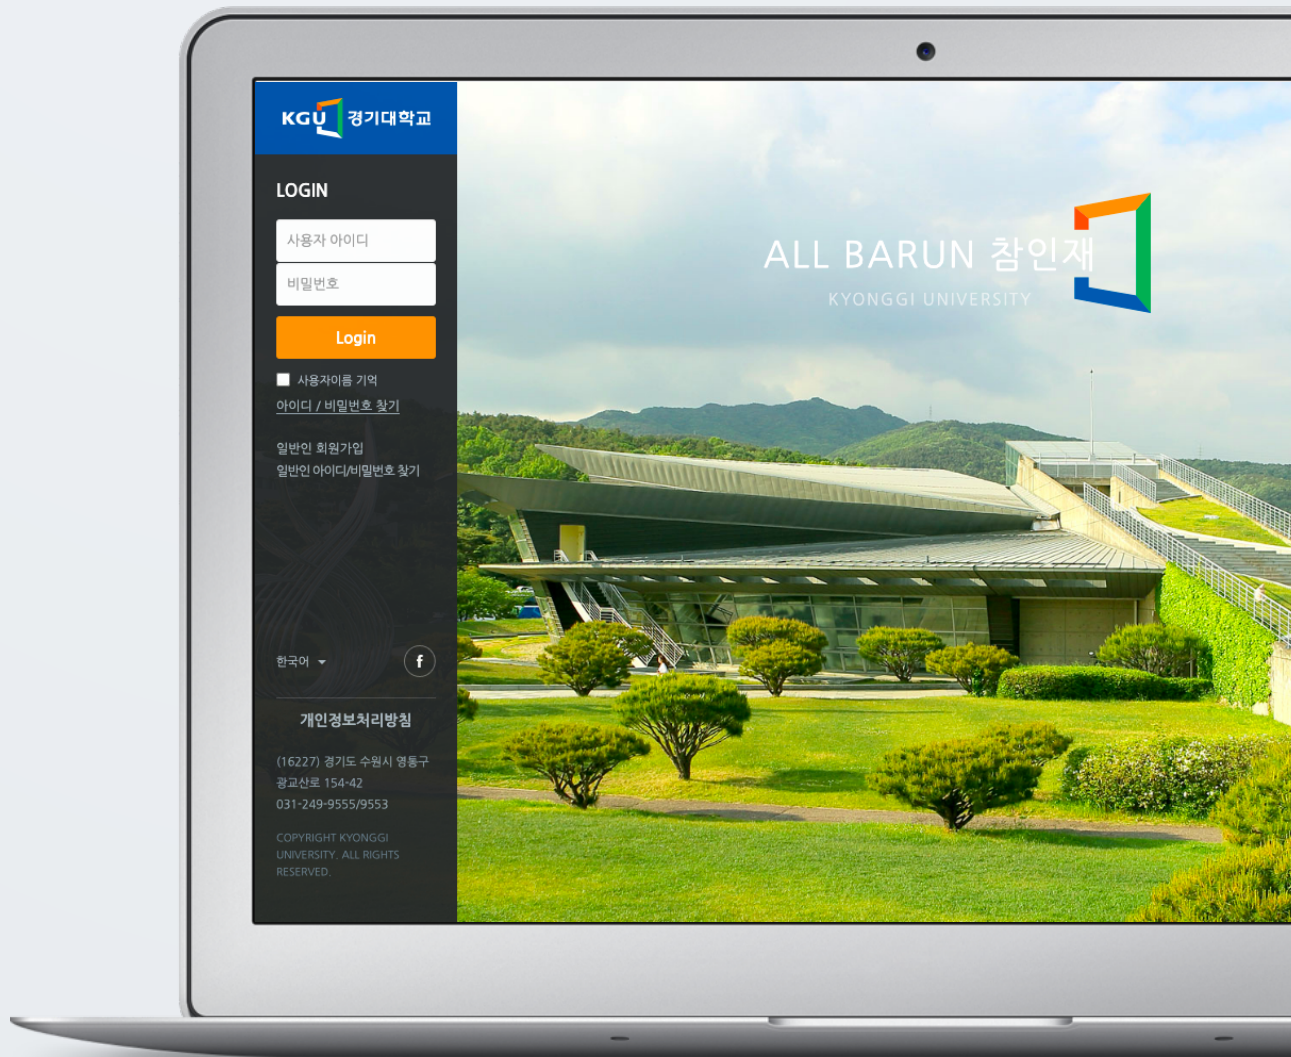 KGU 경기대학교
LOGIN
사용자 아이디
비밀번호
Login
사용자이름 기억
아이디 / 비밀번호 찾기
일반인 회원가입
일반인 아이디/비밀번호 찾기
한국어
f
개인정보처리방침
(16227) 경기도 수원시 영통구
광교산로 154-42
031-249-9555/9553
COPYRIGHT KYONGGI
UNIVERSITY. ALL RIGHTS
RESERVED.
ALL BARUN 참인재
KYONGGI UNIVERSITY